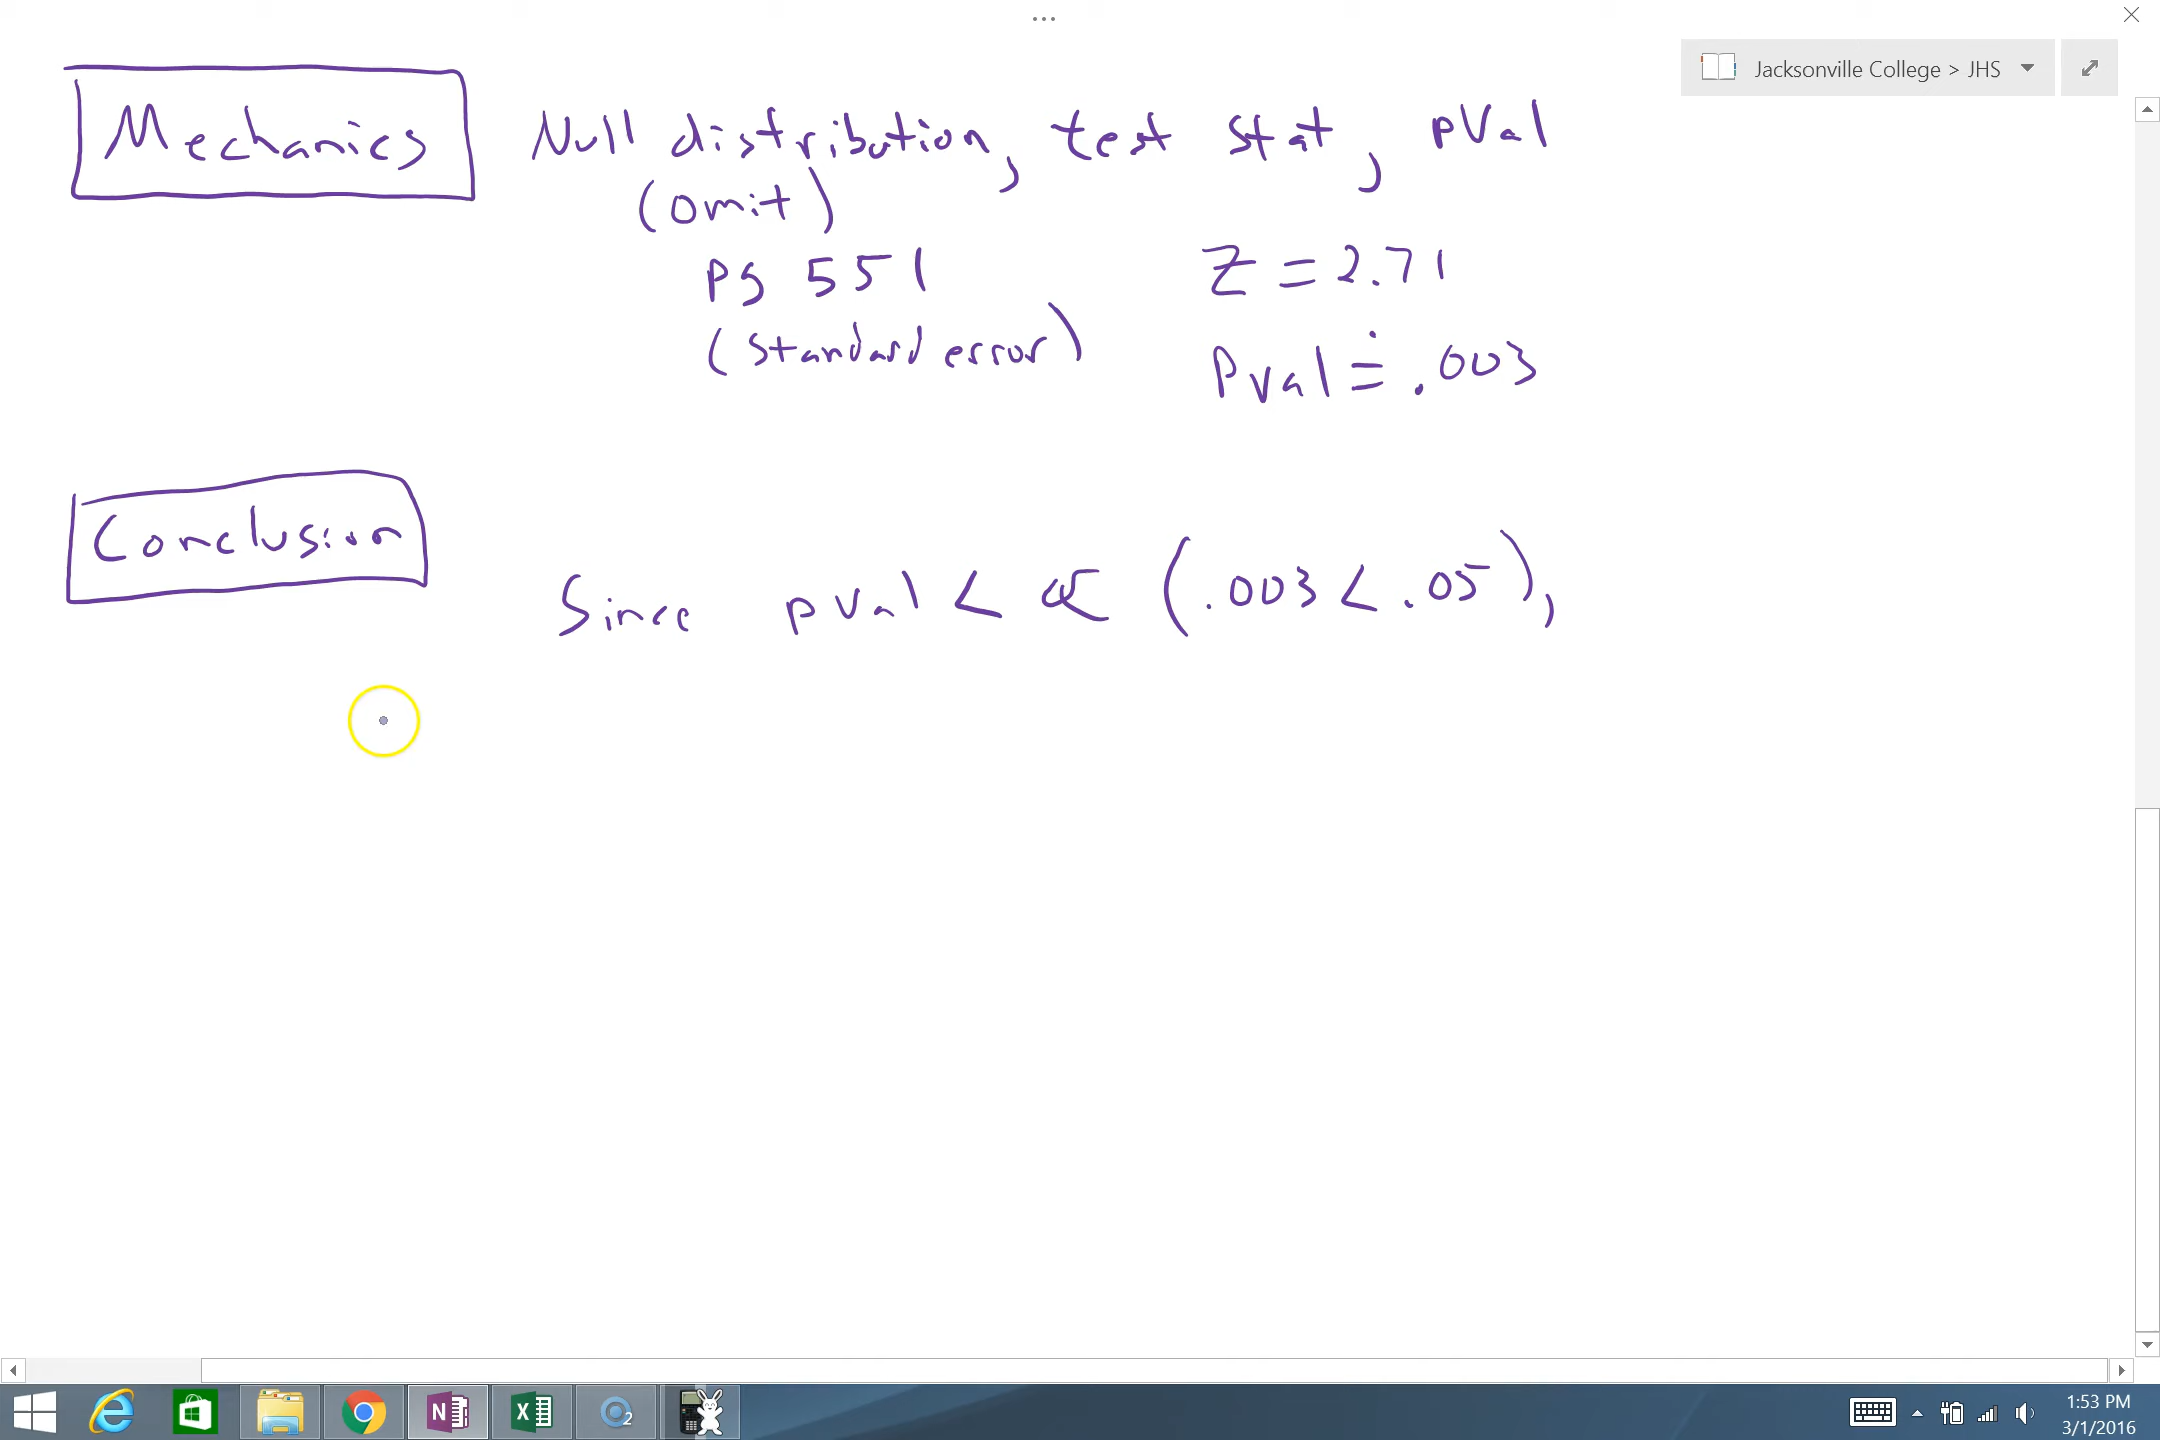 Jacksonville College > JHS
Mechanics
Null distribution, test stat, pVal
(omit)
pg 551
Z = 2.71
(standard error)
Pval ≐ .003
Conclusion
Since pval < α (.003 < .05),
1:53 PM
3/1/2016